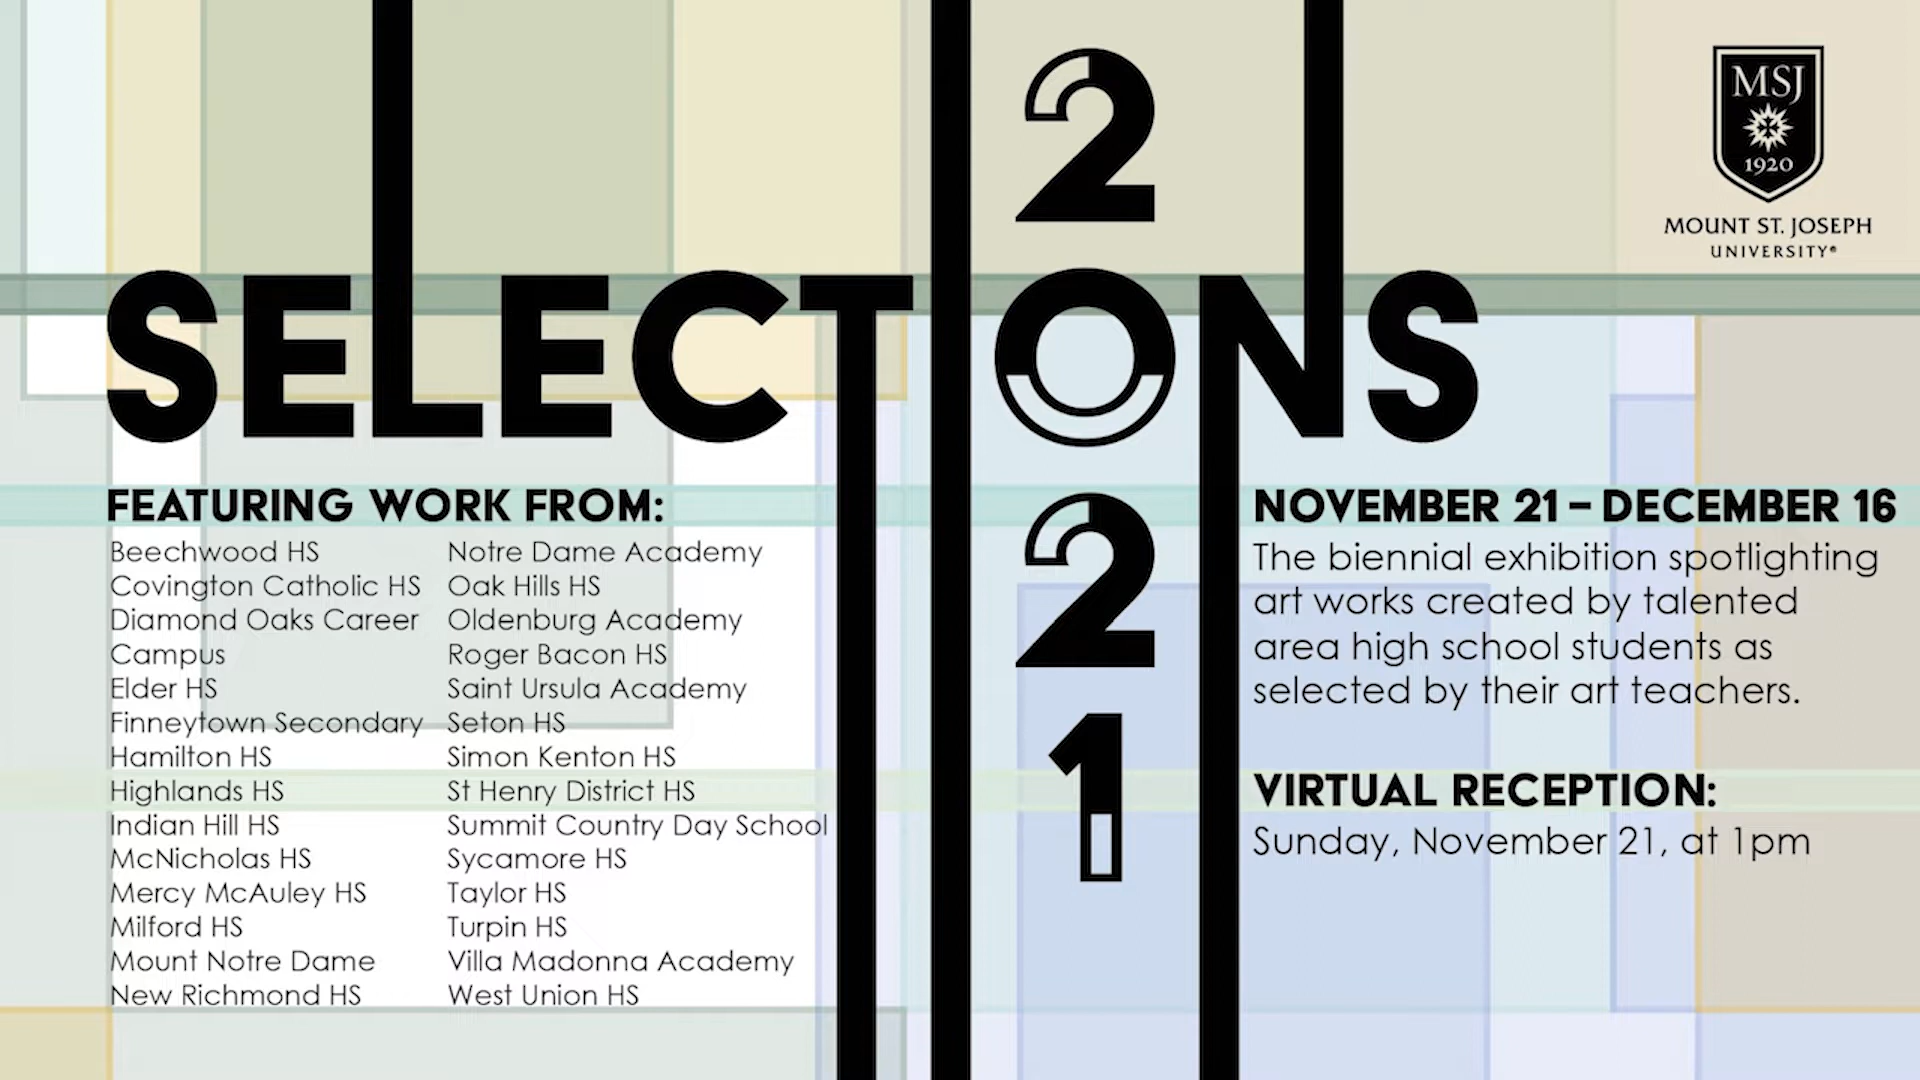 SELECTIONS
2021
MSJ
1920
MOUNT ST. JOSEPH
UNIVERSITY®
FEATURING WORK FROM:
Beechwood HS
Covington Catholic HS
Diamond Oaks Career
Campus
Elder HS
Finneytown Secondary
Hamilton HS
Highlands HS
Indian Hill HS
McNicholas HS
Mercy McAuley HS
Milford HS
Mount Notre Dame
New Richmond HS
Notre Dame Academy
Oak Hills HS
Oldenburg Academy
Roger Bacon HS
Saint Ursula Academy
Seton HS
Simon Kenton HS
St Henry District HS
Summit Country Day School
Sycamore HS
Taylor HS
Turpin HS
Villa Madonna Academy
West Union HS
NOVEMBER 21 – DECEMBER 16
The biennial exhibition spotlighting
art works created by talented
area high school students as
selected by their art teachers.
VIRTUAL RECEPTION:
Sunday, November 21, at 1pm